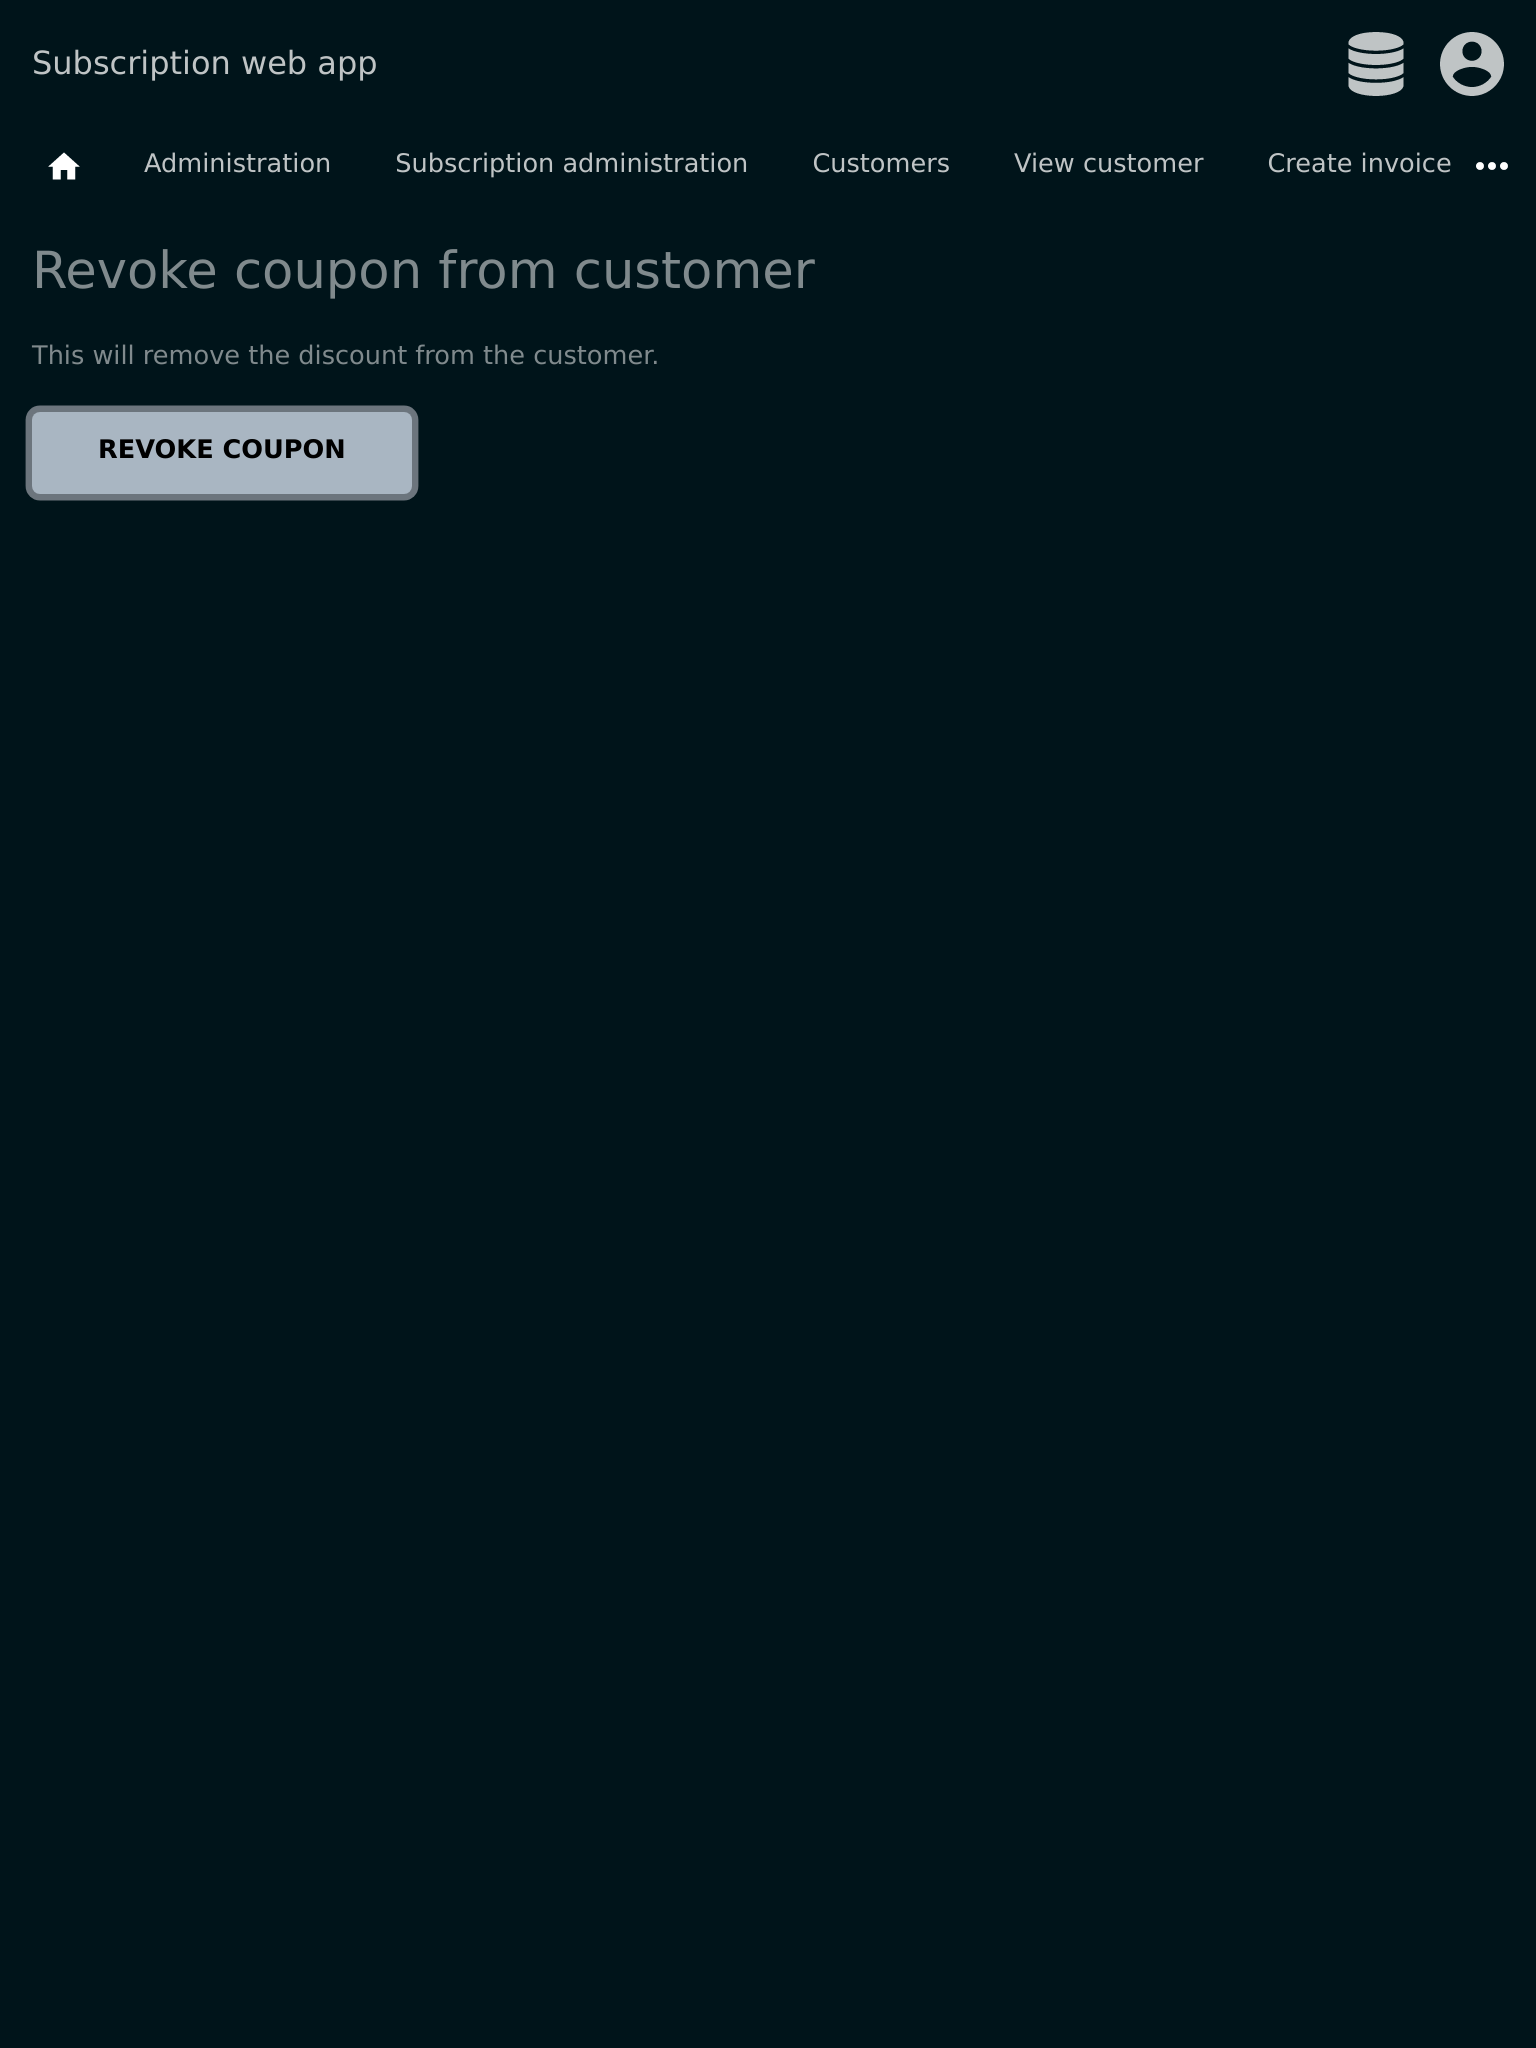 Subscription web app
Administration Subscription administration Customers View customer Create invoice
Revoke coupon from customer
This will remove the discount from the customer.
REVOKE COUPON